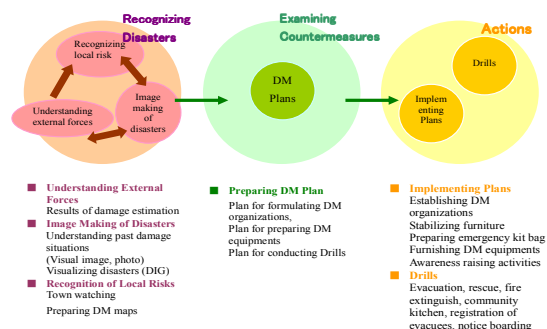 Recognizing
Disasters
Examining
Countermeasures
Actions
Recognizing
local risk
Understanding
external forces
Image
making
of
disasters
DM
Plans
Drills
Implem
enting
Plans
Understanding External
Forces
Results of damage estimation
Image Making of Disasters
Understanding past damage
situations
(Visual image, photo)
Visualizing disasters (DIG)
Recognition of Local Risks
Town watching
Preparing DM maps
Preparing DM Plan
Plan for formulating DM
organizations,
Plan for preparing DM
equipments
Plan for conducting Drills
Implementing Plans
Establishing DM
organizations
Stabilizing furniture
Preparing emergency kit bag
Furnishing DM equipments
Awareness raising activities
Drills
Evacuation, rescue, fire
extinguish, community
kitchen, registration of
evacuees, notice boarding